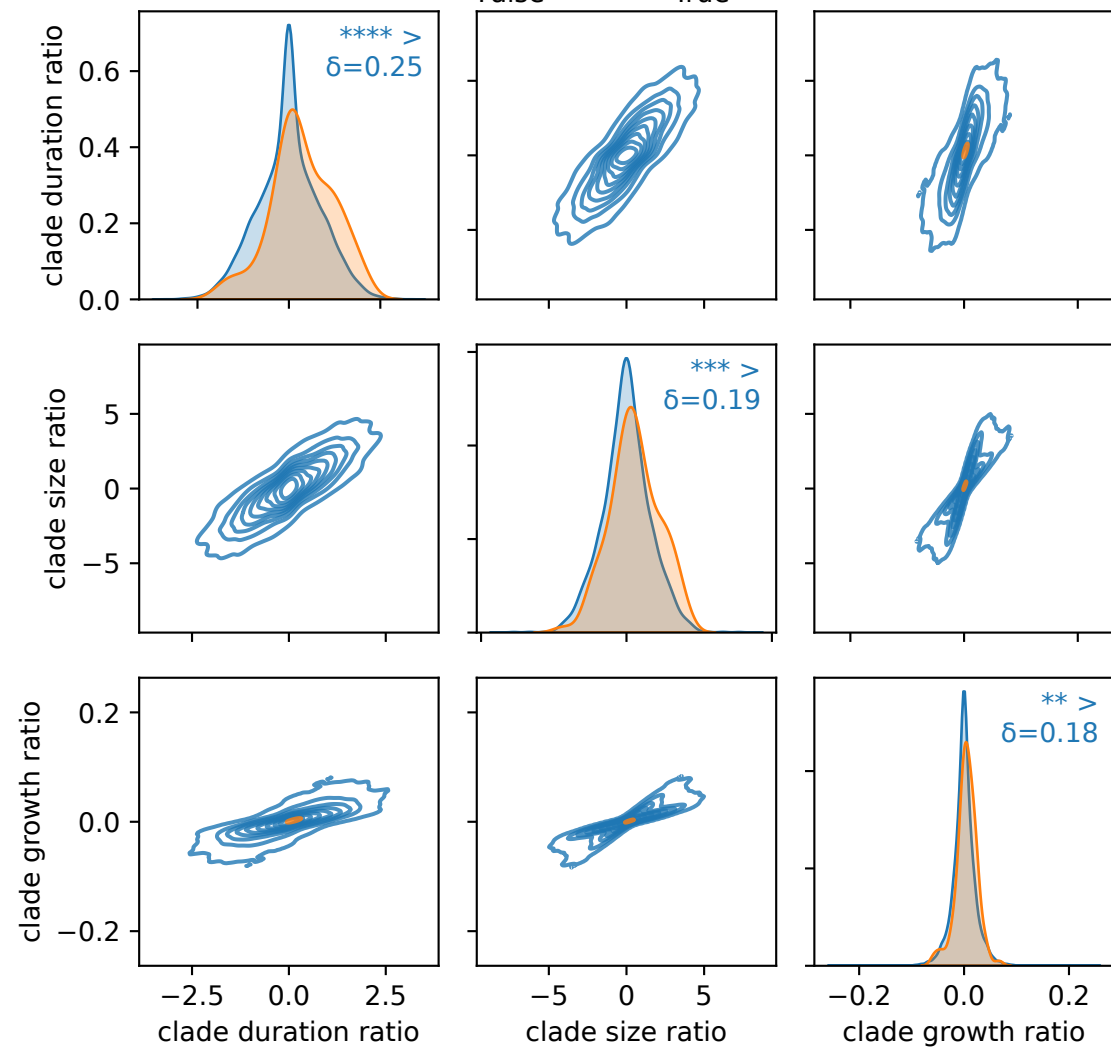 False True
clade duration ratio
0.6
0.4
0.2
0.0
**** >
δ=0.25
clade size ratio
5
0
−5
*** >
δ=0.19
clade growth ratio
0.2
0.0
−0.2
** >
δ=0.18
−2.5 0.0 2.5
−5 0 5
−0.2 0.0 0.2
clade duration ratio
clade size ratio
clade growth ratio